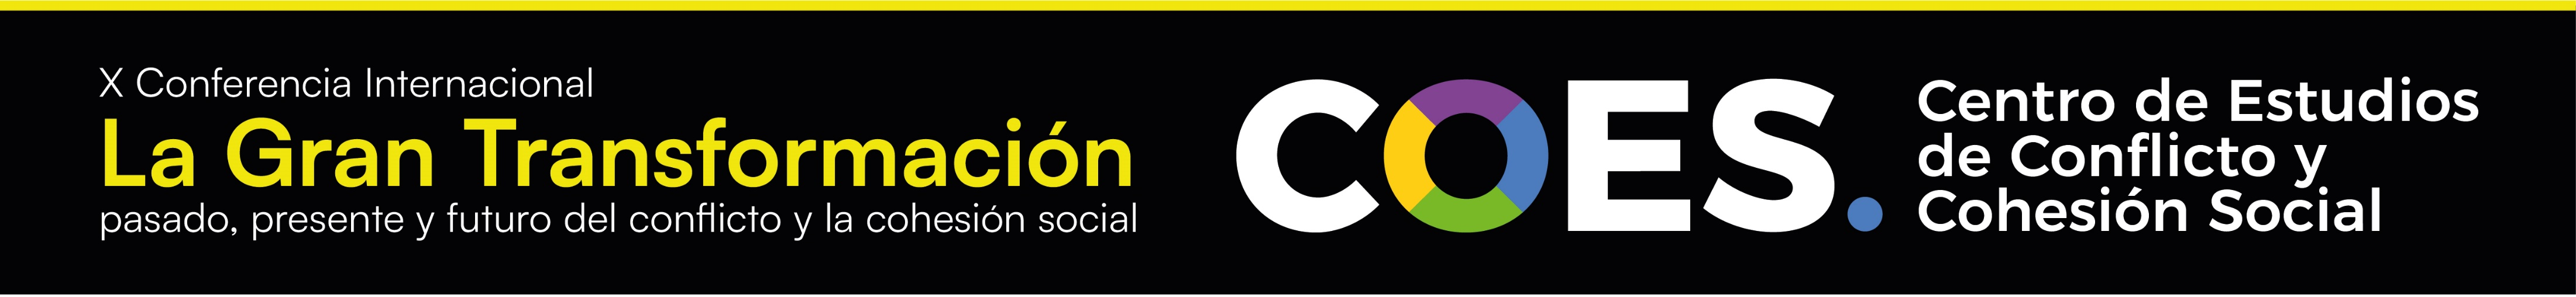 X Conferencia Internacional
La Gran Transformación
pasado, presente y futuro del conflicto y la cohesión social
COES.
Centro de Estudios
de Conflicto y
Cohesión Social